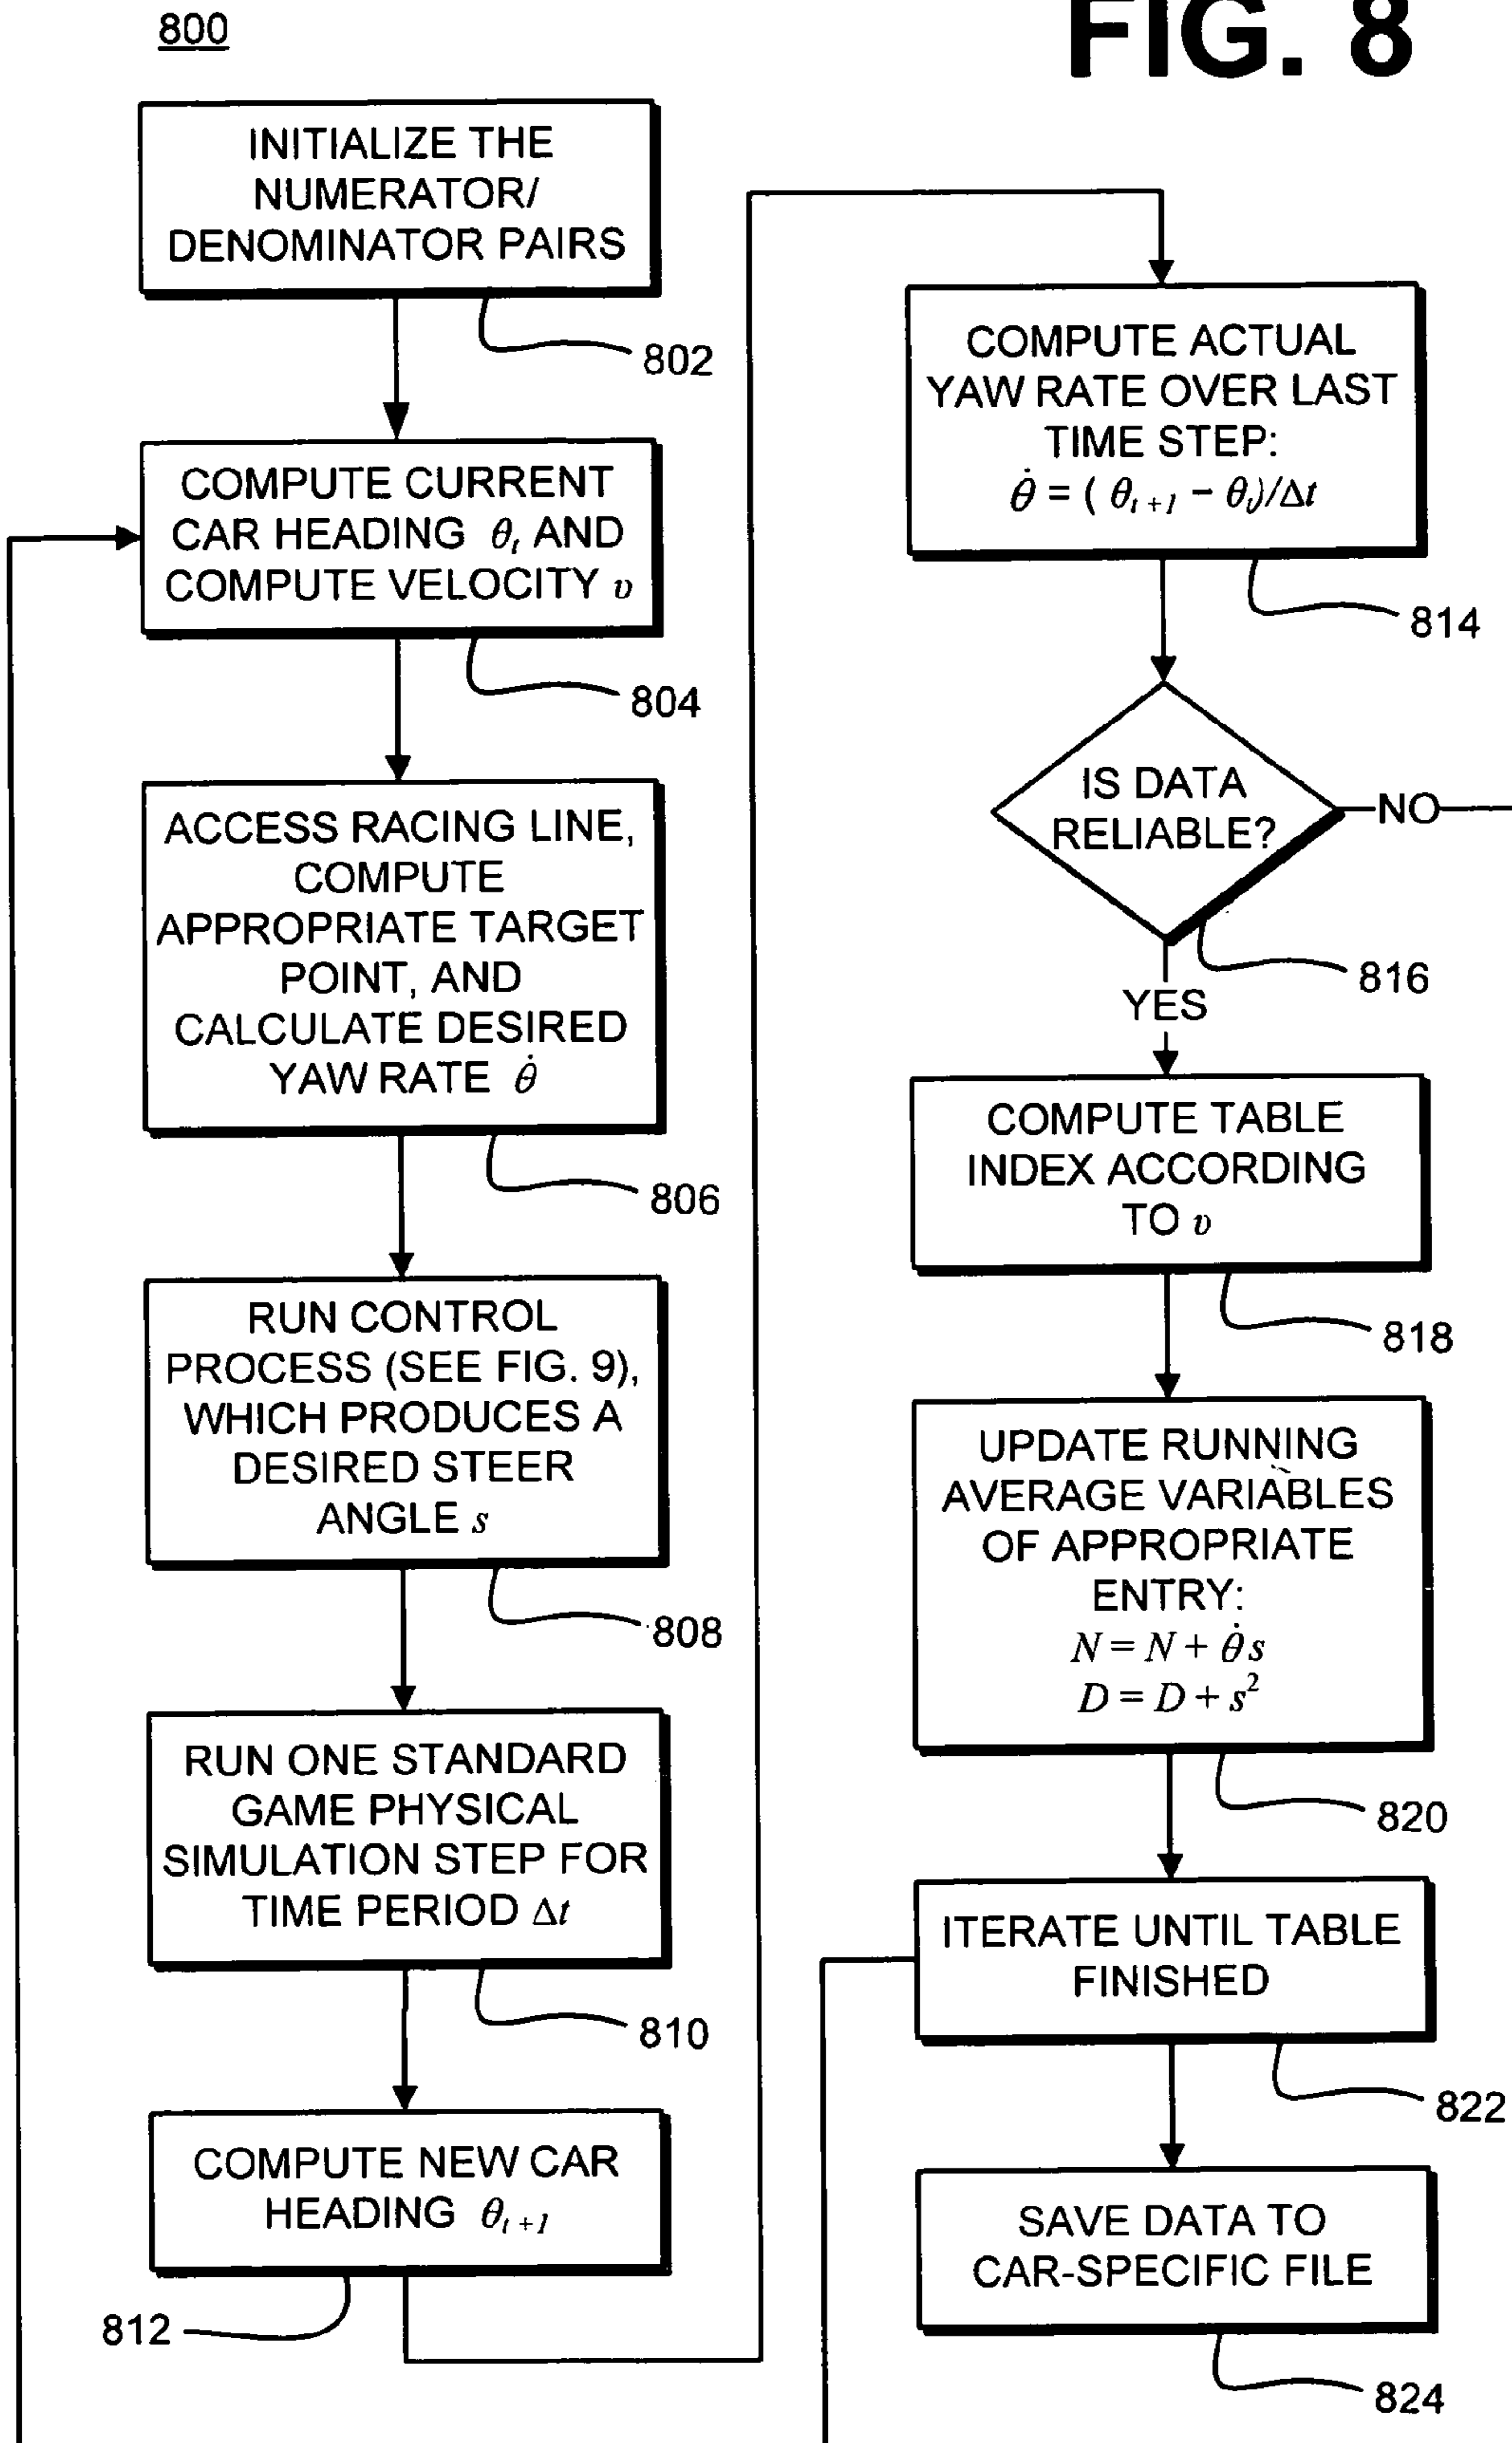 800
FIG. 8
INITIALIZE THE
NUMERATOR/
DENOMINATOR PAIRS
802
COMPUTE CURRENT
CAR HEADING θt AND
COMPUTE VELOCITY υ
804
ACCESS RACING LINE,
COMPUTE
APPROPRIATE TARGET
POINT, AND
CALCULATE DESIRED
YAW RATE θ̇
806
RUN CONTROL
PROCESS (SEE FIG. 9),
WHICH PRODUCES A
DESIRED STEER
ANGLE s
808
RUN ONE STANDARD
GAME PHYSICAL
SIMULATION STEP FOR
TIME PERIOD Δt
810
COMPUTE NEW CAR
HEADING θt+1
812
COMPUTE ACTUAL
YAW RATE OVER LAST
TIME STEP:
θ̇ = ( θt+1 − θt)/Δt
814
IS DATA
RELIABLE?
NO
816
YES
COMPUTE TABLE
INDEX ACCORDING
TO υ
818
UPDATE RUNNING
AVERAGE VARIABLES
OF APPROPRIATE
ENTRY:
N = N + θ̇s
D = D + s²
820
ITERATE UNTIL TABLE
FINISHED
822
SAVE DATA TO
CAR-SPECIFIC FILE
824